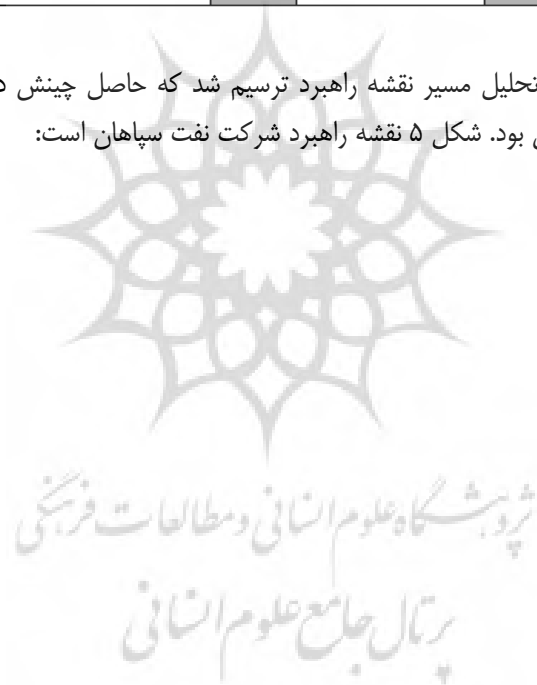 تحلیل مسیر نقشه راهبرد ترسیم شد که حاصل چینش
بود. شکل ۵ نقشه راهبرد شرکت نفت سپاهان است:
پژوهشگاه علوم انسانی و مطالعات فرهنگی
پرتال جامع علوم انسانی